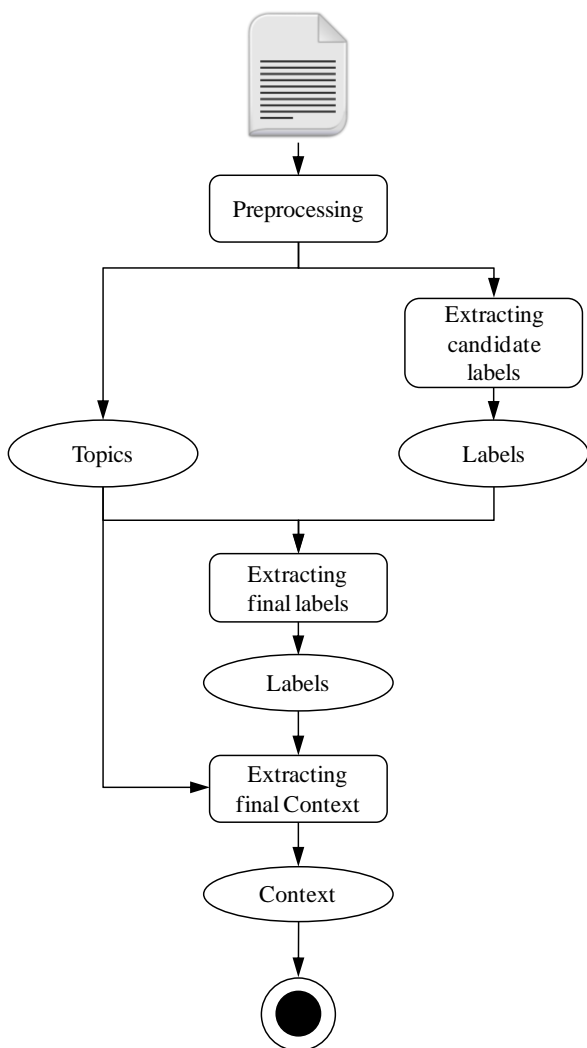 Preprocessing
Extracting
candidate
labels
Topics
Labels
Extracting
final labels
Labels
Extracting
final Context
Context